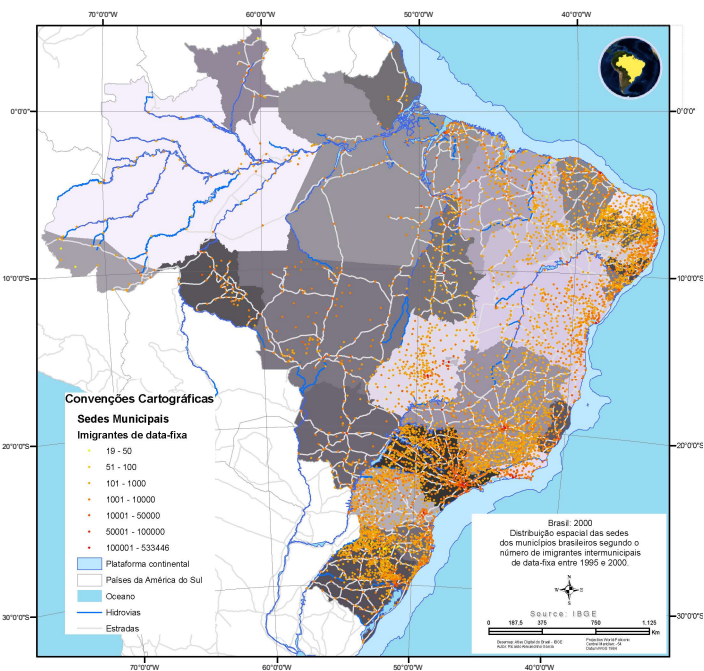 70°0'0"W 60°0'0"W 50°0'0"W 40°0'0"W
0°0'0" 0°0'0"
10°0'0"S 10°0'0"S
20°0'0"S 20°0'0"S
30°0'0"S 30°0'0"S
Convenções Cartográficas
Sedes Municipais
Imigrantes de data-fixa
19 - 50
51 - 100
101 - 1000
1001 - 10000
10001 - 50000
50001 - 100000
100001 - 533446
Plataforma continental
Países da América do Sul
Oceano
Hidrovias
Estradas
Brasil: 2000
Distribuição espacial das sedes
dos municípios brasileiros segundo o
número de imigrantes intermunicipais
de data-fixa entre 1995 e 2000.
N
W E
S
Source: IBGE
0 187,5 375 750 1.125
Km
70°0'0"W 60°0'0"W 50°0'0"W 40°0'0"W